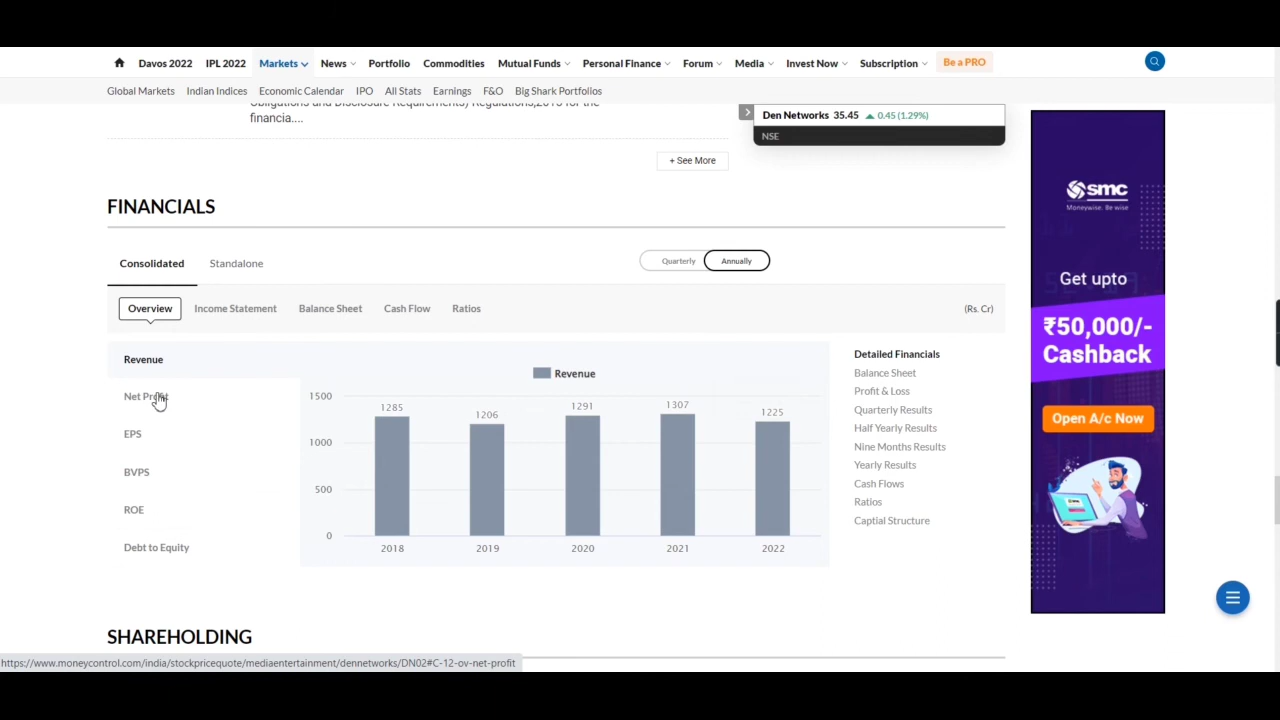 Davos 2022 IPL 2022 Markets News Portfolio Commodities Mutual Funds Personal Finance Forum Media Invest Now Subscription Be a PRO
Global Markets Indian Indices Economic Calendar IPO All Stats Earnings F&O Big Shark Portfolios
Obligations and Disclosure Requirements) Regulations,2015 for the
financia....
+ See More
Den Networks 35.45 0.45 (1.29%)
NSE
FINANCIALS
Consolidated Standalone
Quarterly Annually
Overview Income Statement Balance Sheet Cash Flow Ratios (Rs. Cr)
Revenue
Net Profit
EPS
BVPS
ROE
Debt to Equity
Revenue
1500
1000
500
0
1285 1206 1291 1307 1225
2018 2019 2020 2021 2022
Detailed Financials
Balance Sheet
Profit & Loss
Quarterly Results
Half Yearly Results
Nine Months Results
Yearly Results
Cash Flows
Ratios
Captial Structure
smc
Moneywise. Be wise
Get upto
₹50,000/-
Cashback
Open A/c Now
SHAREHOLDING
https://www.moneycontrol.com/india/stockpricequote/mediaentertainment/dennetworks/DN02#C-12-ov-net-profit